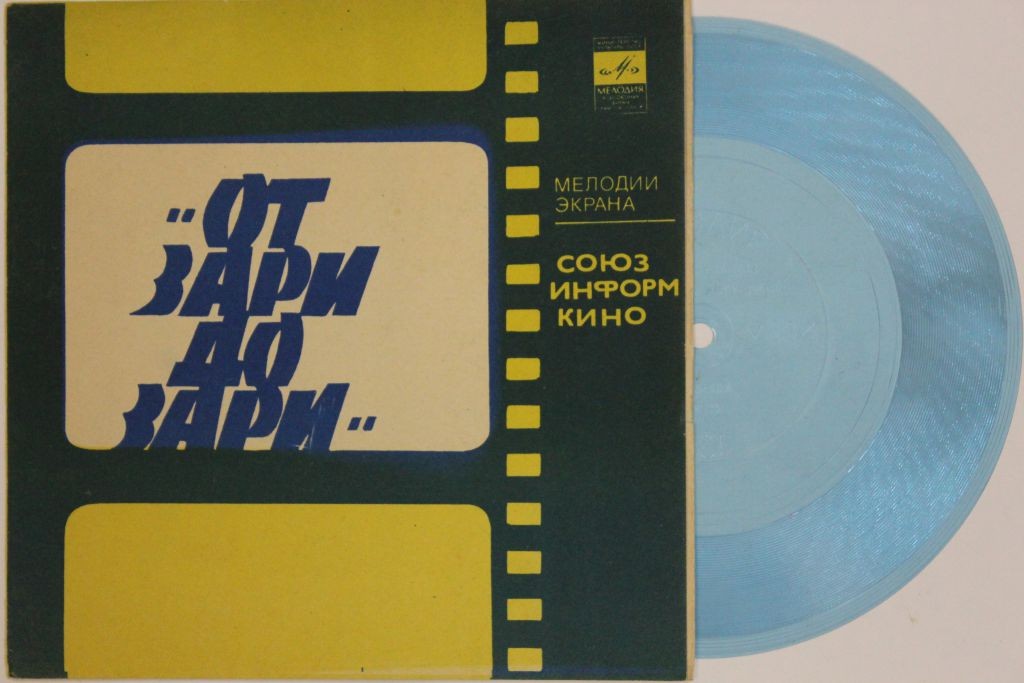 "ОТ
ЗАРИ
ДО
ЗАРИ"
МЕЛОДИЯ
МЕЛОДИИ
ЭКРАНА
СОЮЗ
ИНФОРМ
КИНО